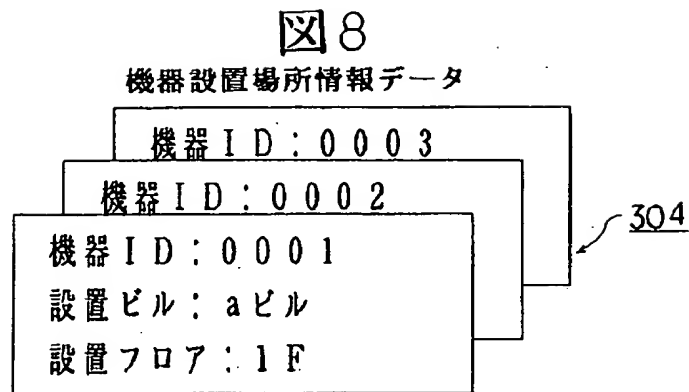 図8
機器設置場所情報データ
機器ID:0003
機器ID:0002
機器ID:0001
設置ビル:aビル
設置フロア:1F
304